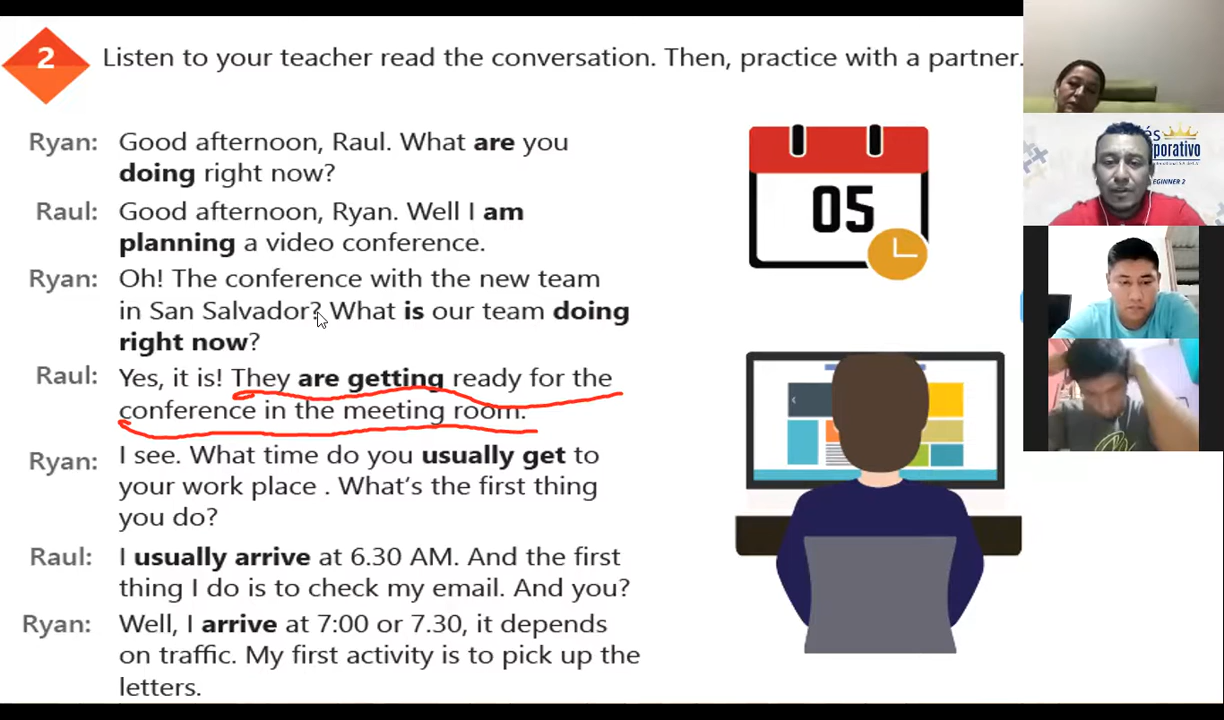 2 Listen to your teacher read the conversation. Then, practice with a partner.
Ryan: Good afternoon, Raul. What are you
doing right now?
Raul: Good afternoon, Ryan. Well I am
planning a video conference.
Ryan: Oh! The conference with the new team
in San Salvador? What is our team doing
right now?
Raul: Yes, it is! They are getting ready for the
conference in the meeting room.
Ryan: I see. What time do you usually get to
your work place . What's the first thing
you do?
Raul: I usually arrive at 6.30 AM. And the first
thing I do is to check my email. And you?
Ryan: Well, I arrive at 7:00 or 7.30, it depends
on traffic. My first activity is to pick up the
letters.
05
és
porativo
EGINNER 2